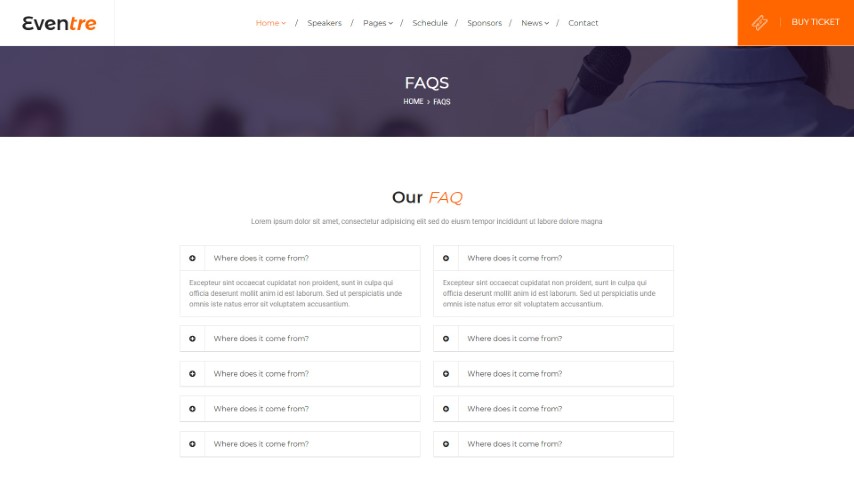 Eventre
Home / Speakers / Pages / Schedule / Sponsors / News / Contact
BUY TICKET
FAQS
HOME › FAQS
Our FAQ
Lorem ipsum dolor sit amet, consectetur adipisicing elit sed do eiusm tempor incididunt ut labore dolore magna
Where does it come from?
Excepteur sint occaecat cupidatat non proident, sunt in culpa qui
officia deserunt mollit anim id est laborum. Sed ut perspiciatis unde
omnis iste natus error sit voluptatem accusantium.
Where does it come from?
Where does it come from?
Where does it come from?
Where does it come from?
Where does it come from?
Excepteur sint occaecat cupidatat non proident, sunt in culpa qui
officia deserunt mollit anim id est laborum. Sed ut perspiciatis unde
omnis iste natus error sit voluptatem accusantium.
Where does it come from?
Where does it come from?
Where does it come from?
Where does it come from?